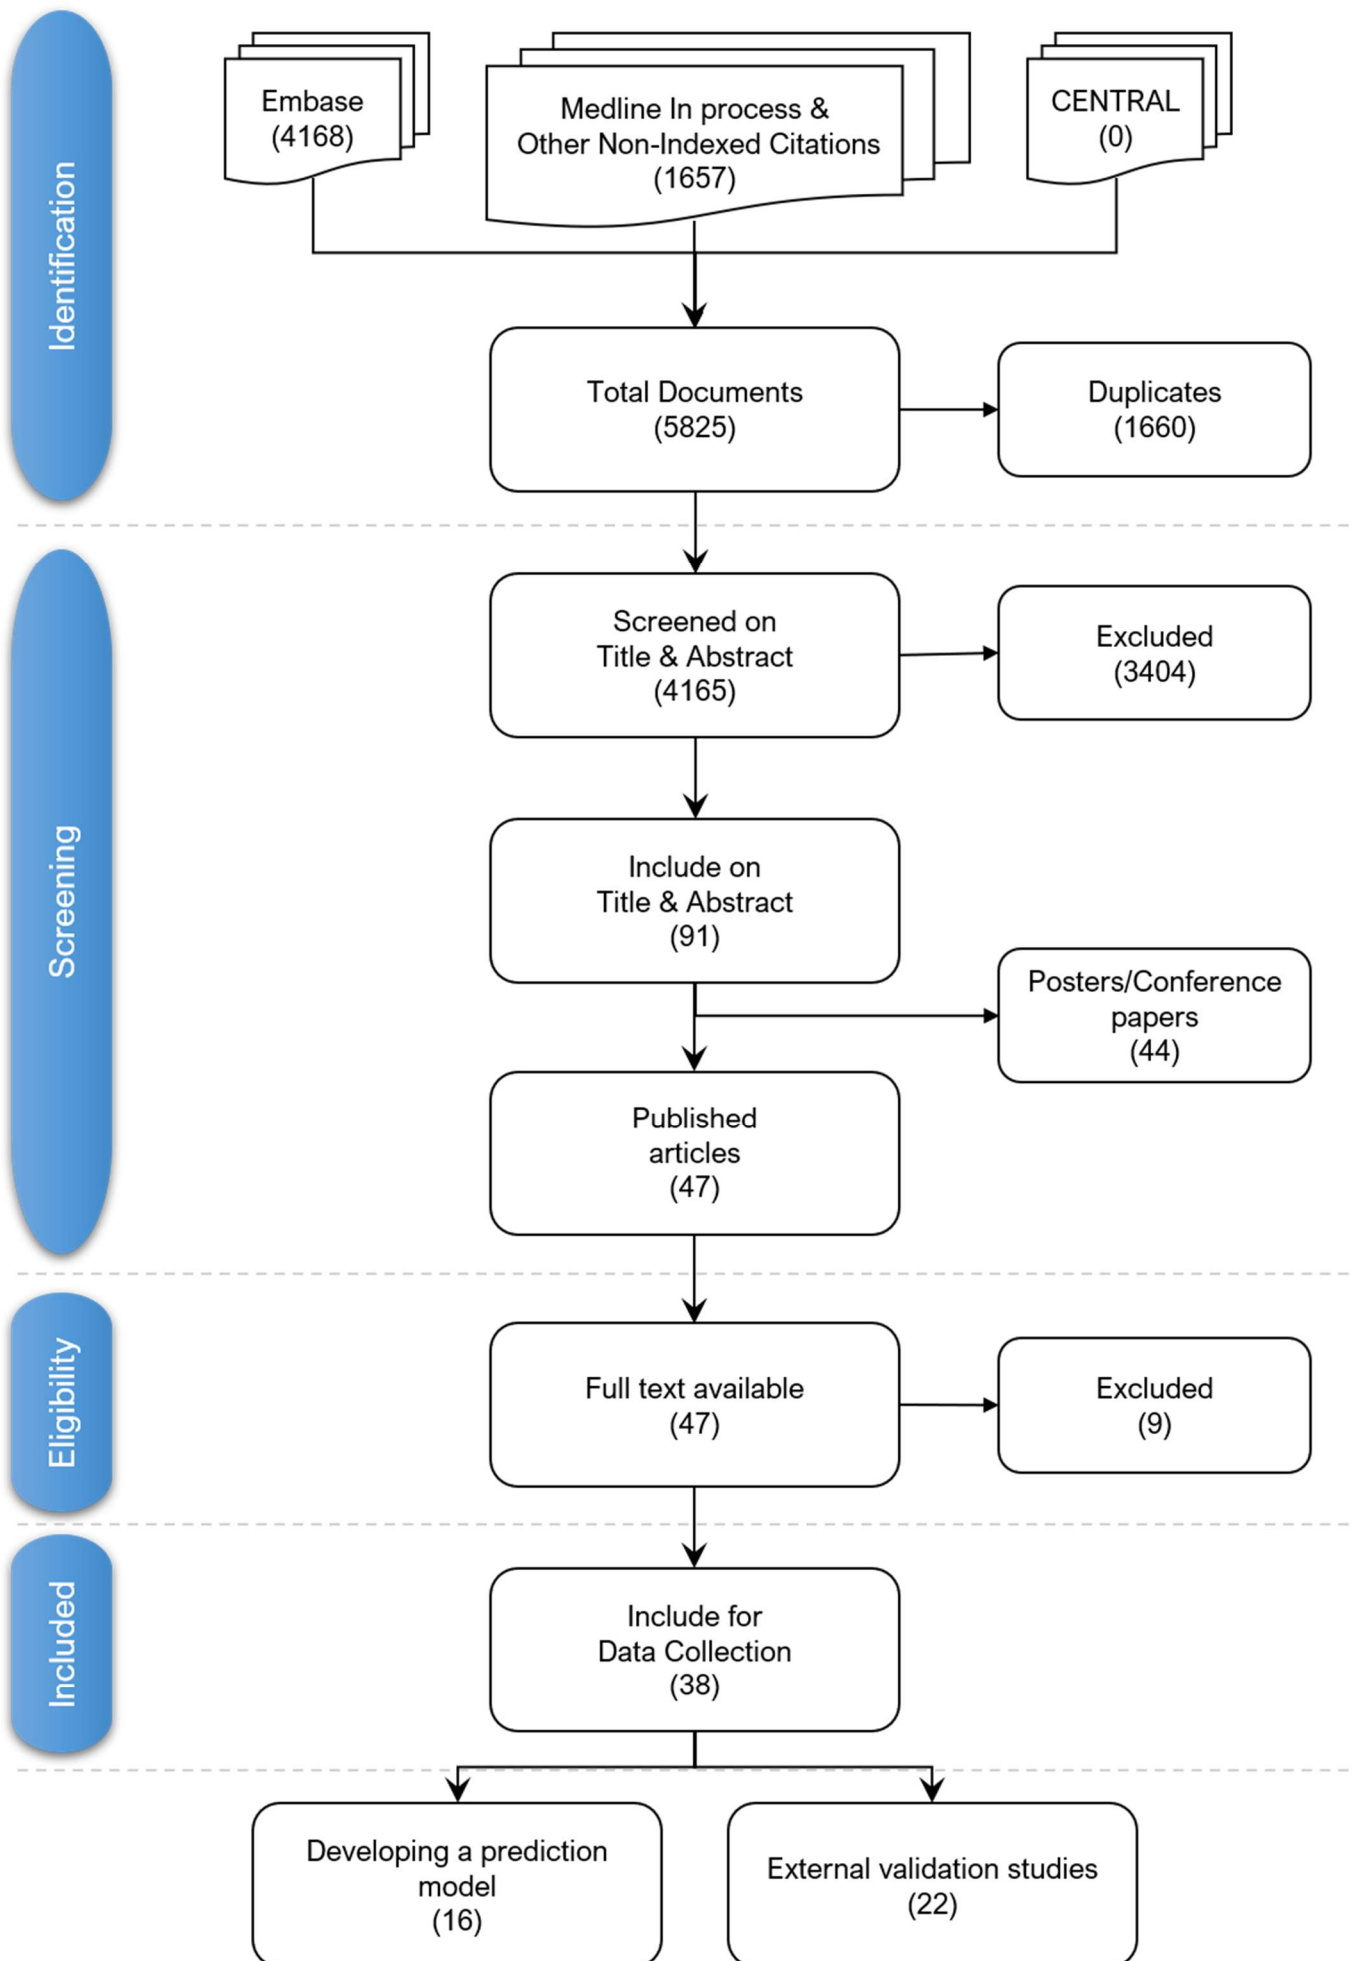 Identification
Embase
(4168)
Medline In process &
Other Non-Indexed Citations
(1657)
CENTRAL
(0)
Total Documents
(5825)
Duplicates
(1660)
Screening
Screened on
Title & Abstract
(4165)
Excluded
(3404)
Include on
Title & Abstract
(91)
Posters/Conference
papers
(44)
Published
articles
(47)
Eligibility
Full text available
(47)
Excluded
(9)
Included
Include for
Data Collection
(38)
Developing a prediction
model
(16)
External validation studies
(22)